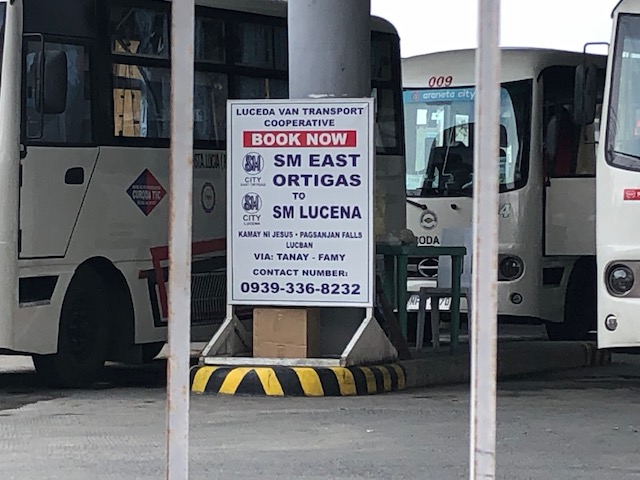 LUCEDA VAN TRANSPORT
COOPERATIVE
BOOK NOW
SM
CITY
EAST ORTIGAS
SM EAST
ORTIGAS
TO
SM LUCENA
SM
CITY
LUCENA
KAMAY NI JESUS • PAGSANJAN FALLS
LUCBAN
VIA: TANAY - FAMY
CONTACT NUMBER:
0939-336-8232
009
araneta city